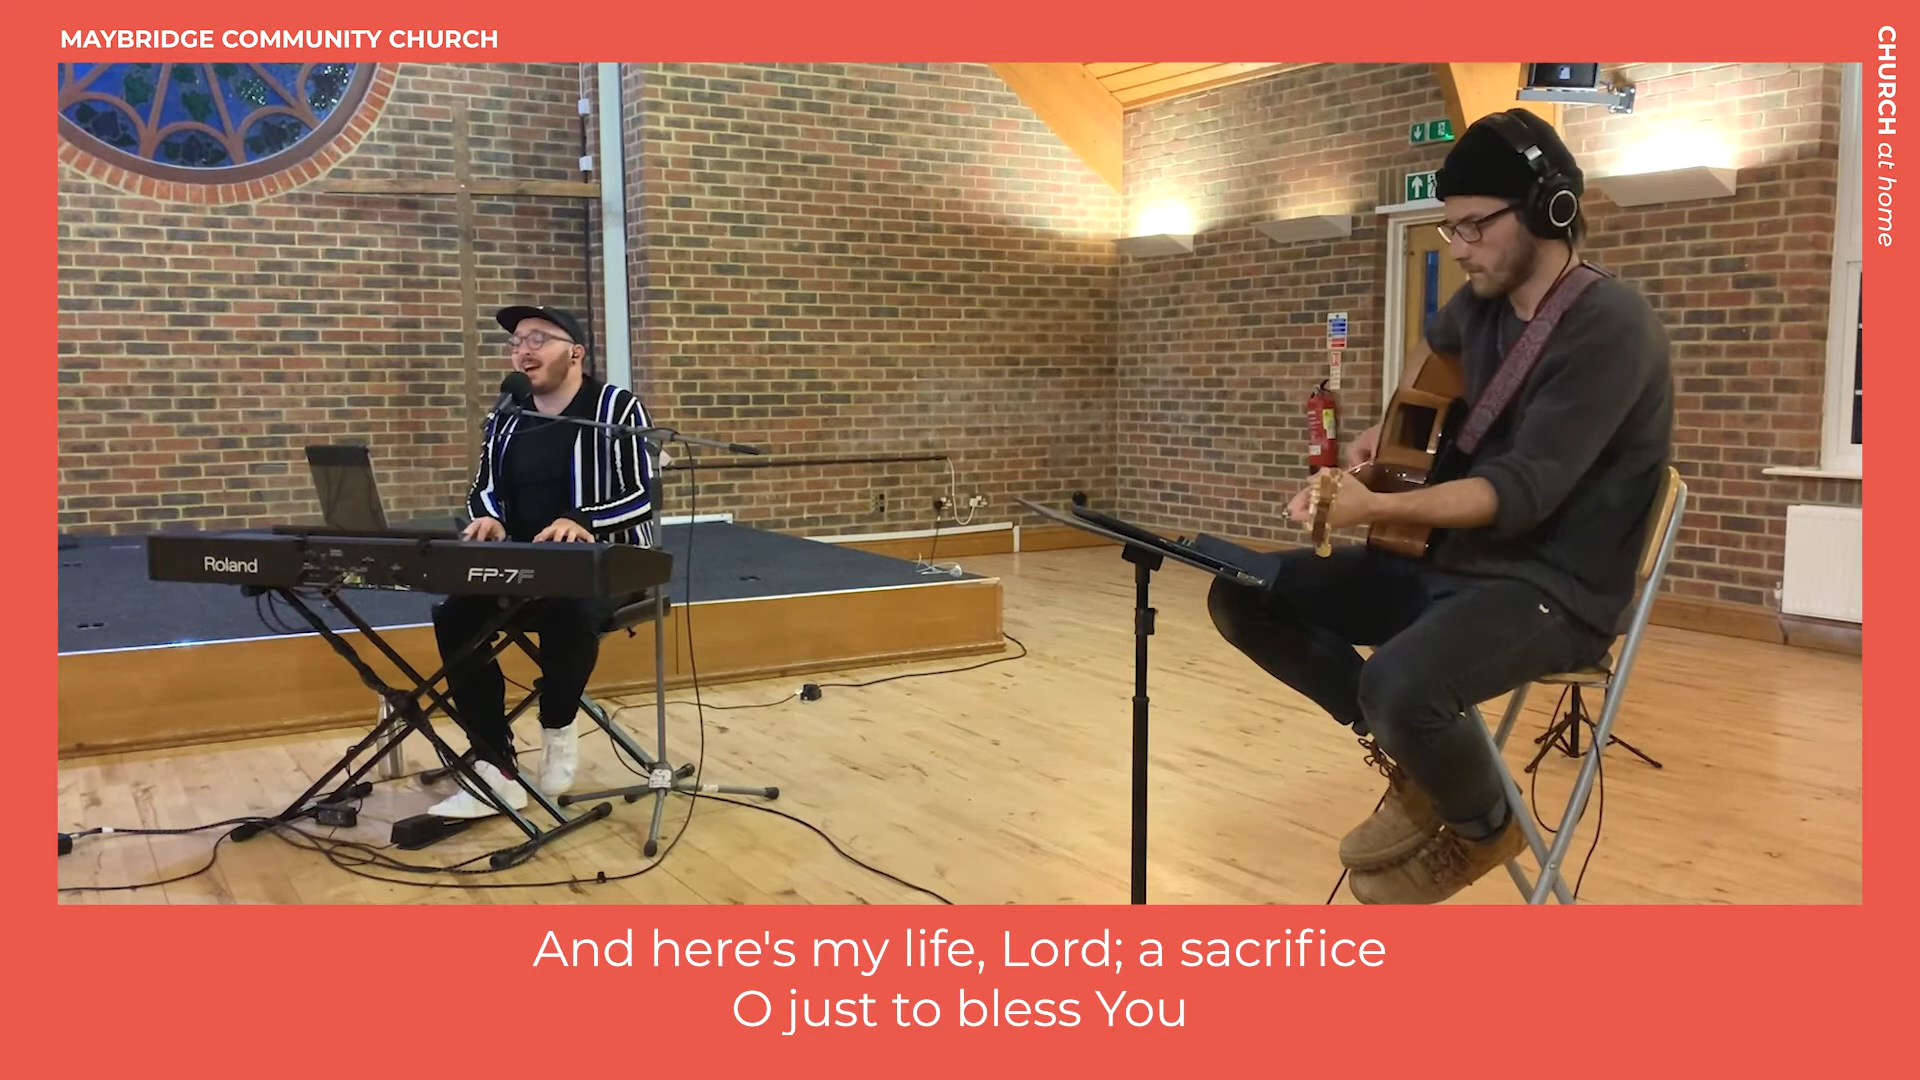 MAYBRIDGE COMMUNITY CHURCH
CHURCH at home
Roland
FP-7F
And here's my life, Lord; a sacrifice
O just to bless You